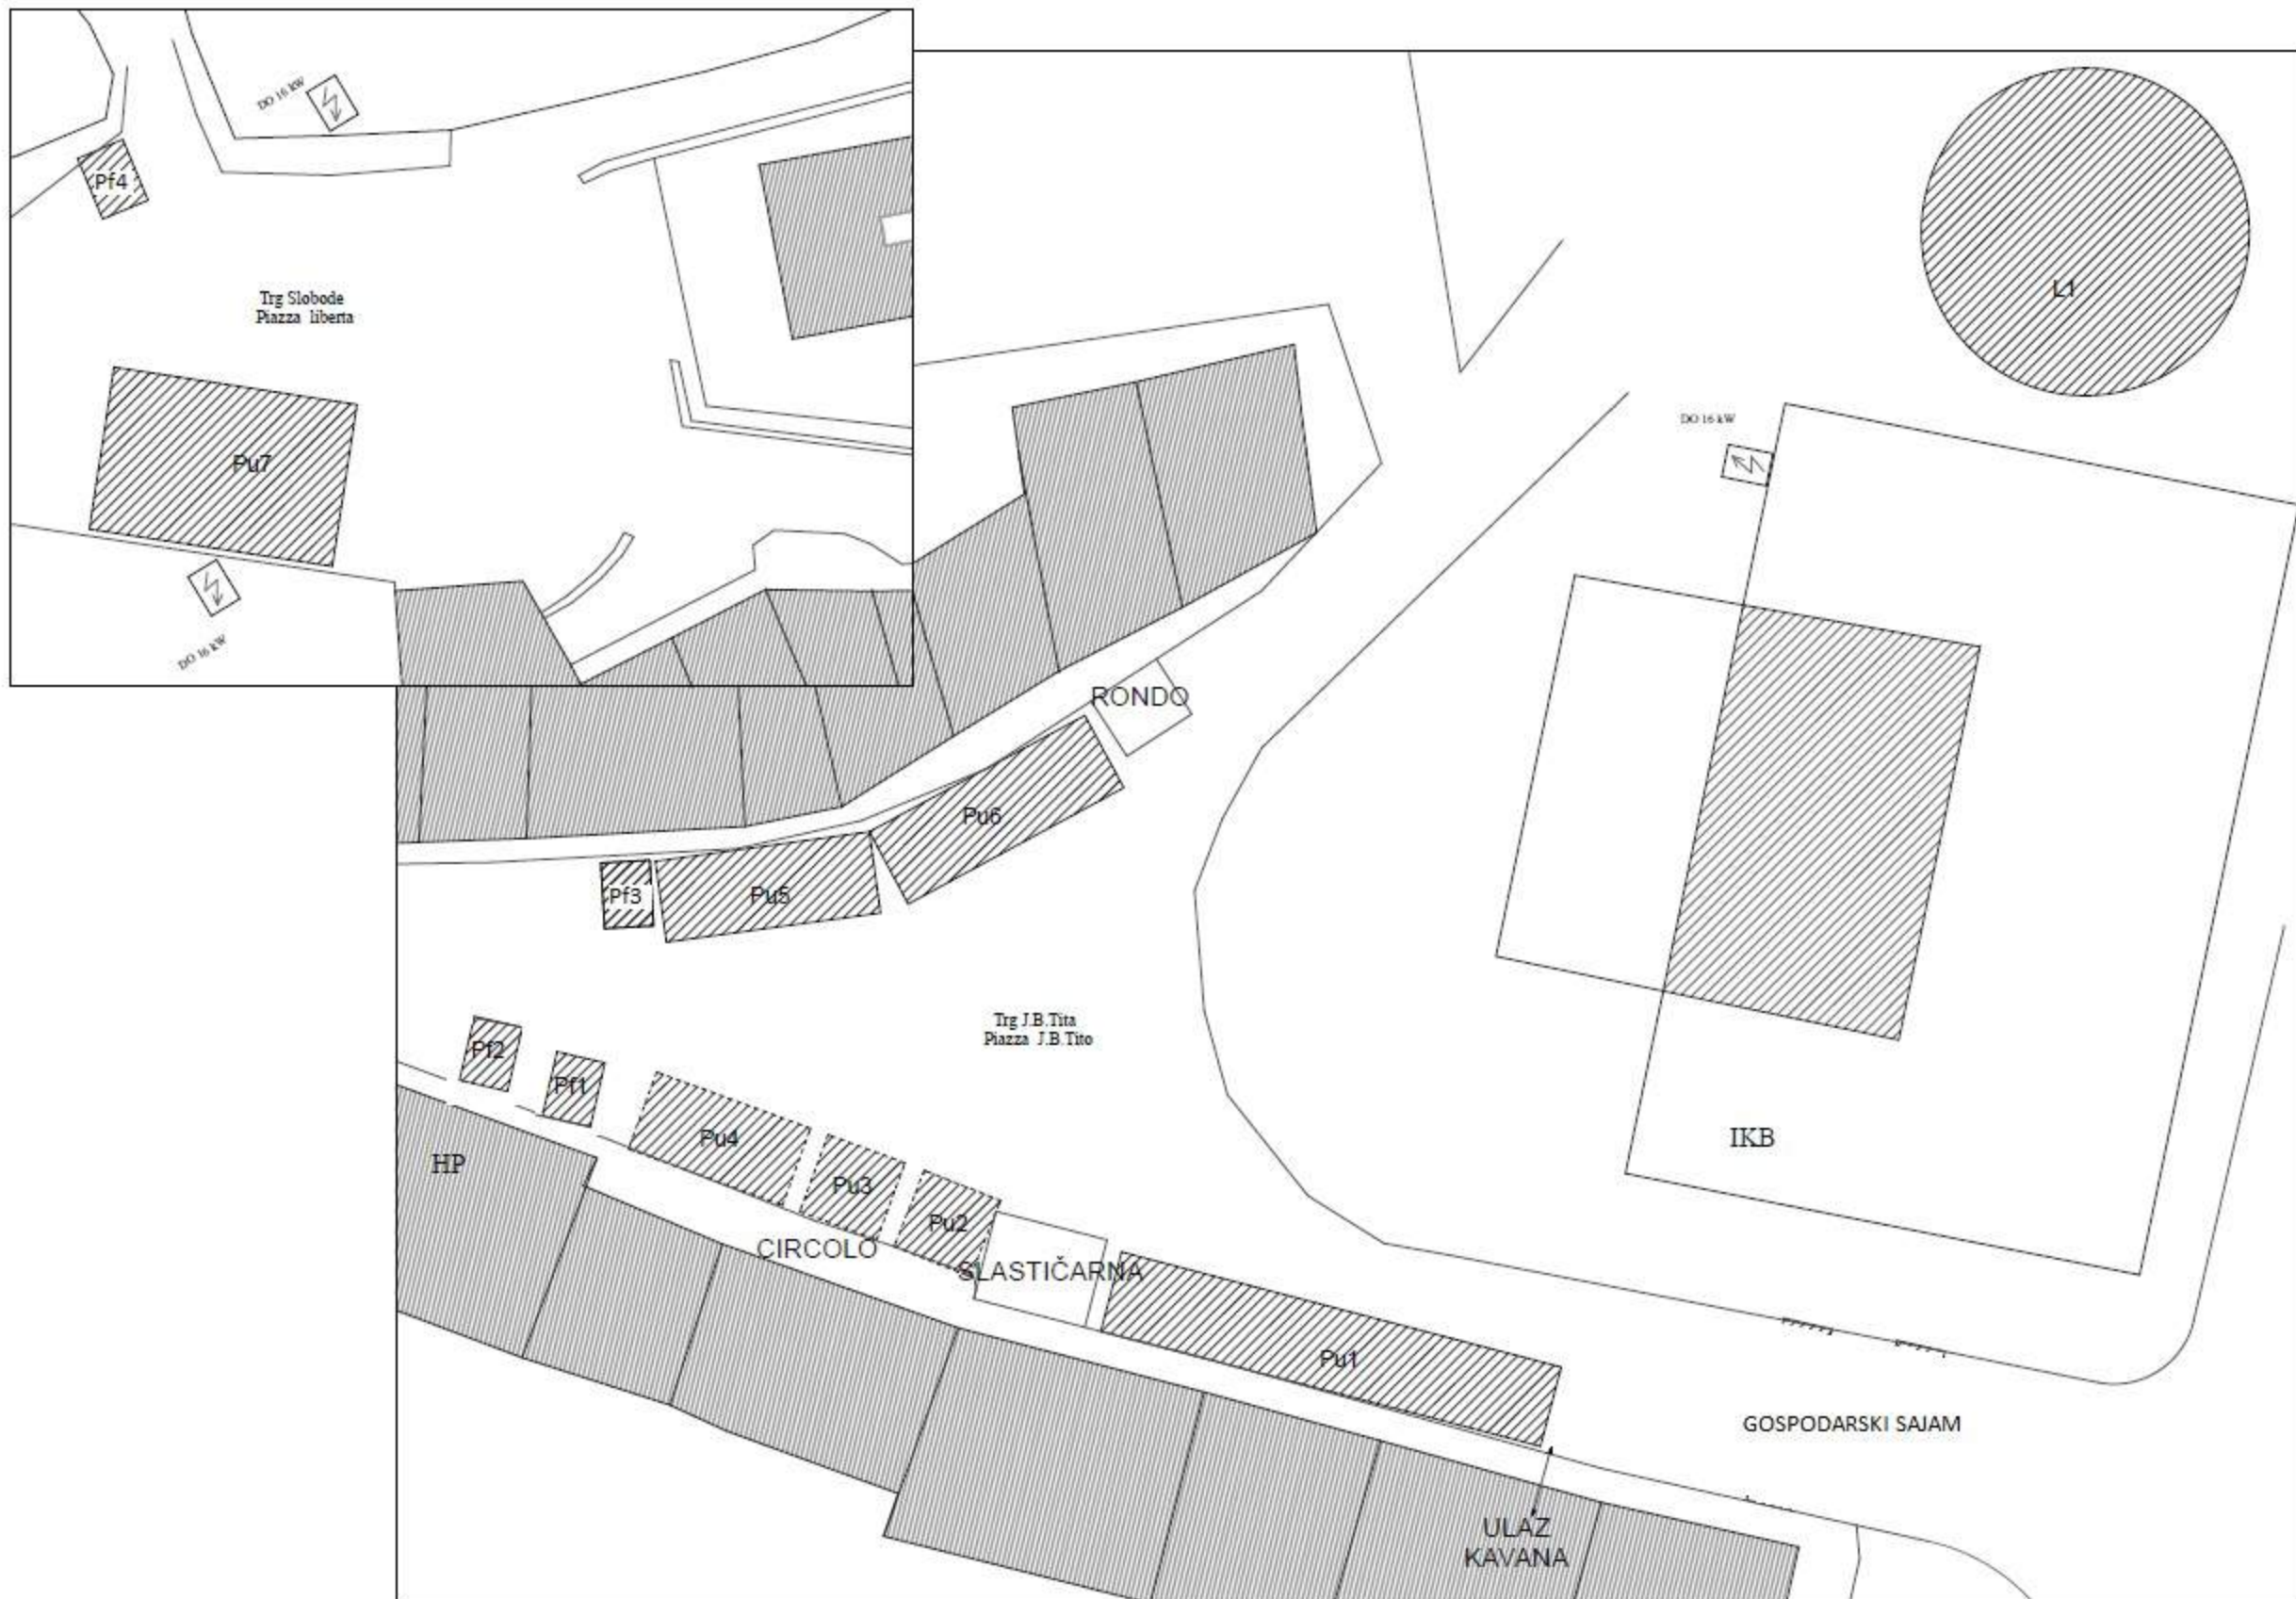 DO 16 kW
Pf4
Trg Slobode
Piazza liberta
Pu7
DO 16 kW
L1
DO 16 kW
RONDO
Pu6
Pf3
Pu5
Trg J.B.Tita
Piazza J.B.Tito
Pf2
Pf1
Pu4
HP
Pu3
Pu2
CIRCOLO
SLASTIČARNA
IKB
Pu1
GOSPODARSKI SAJAM
ULAZ
KAVANA